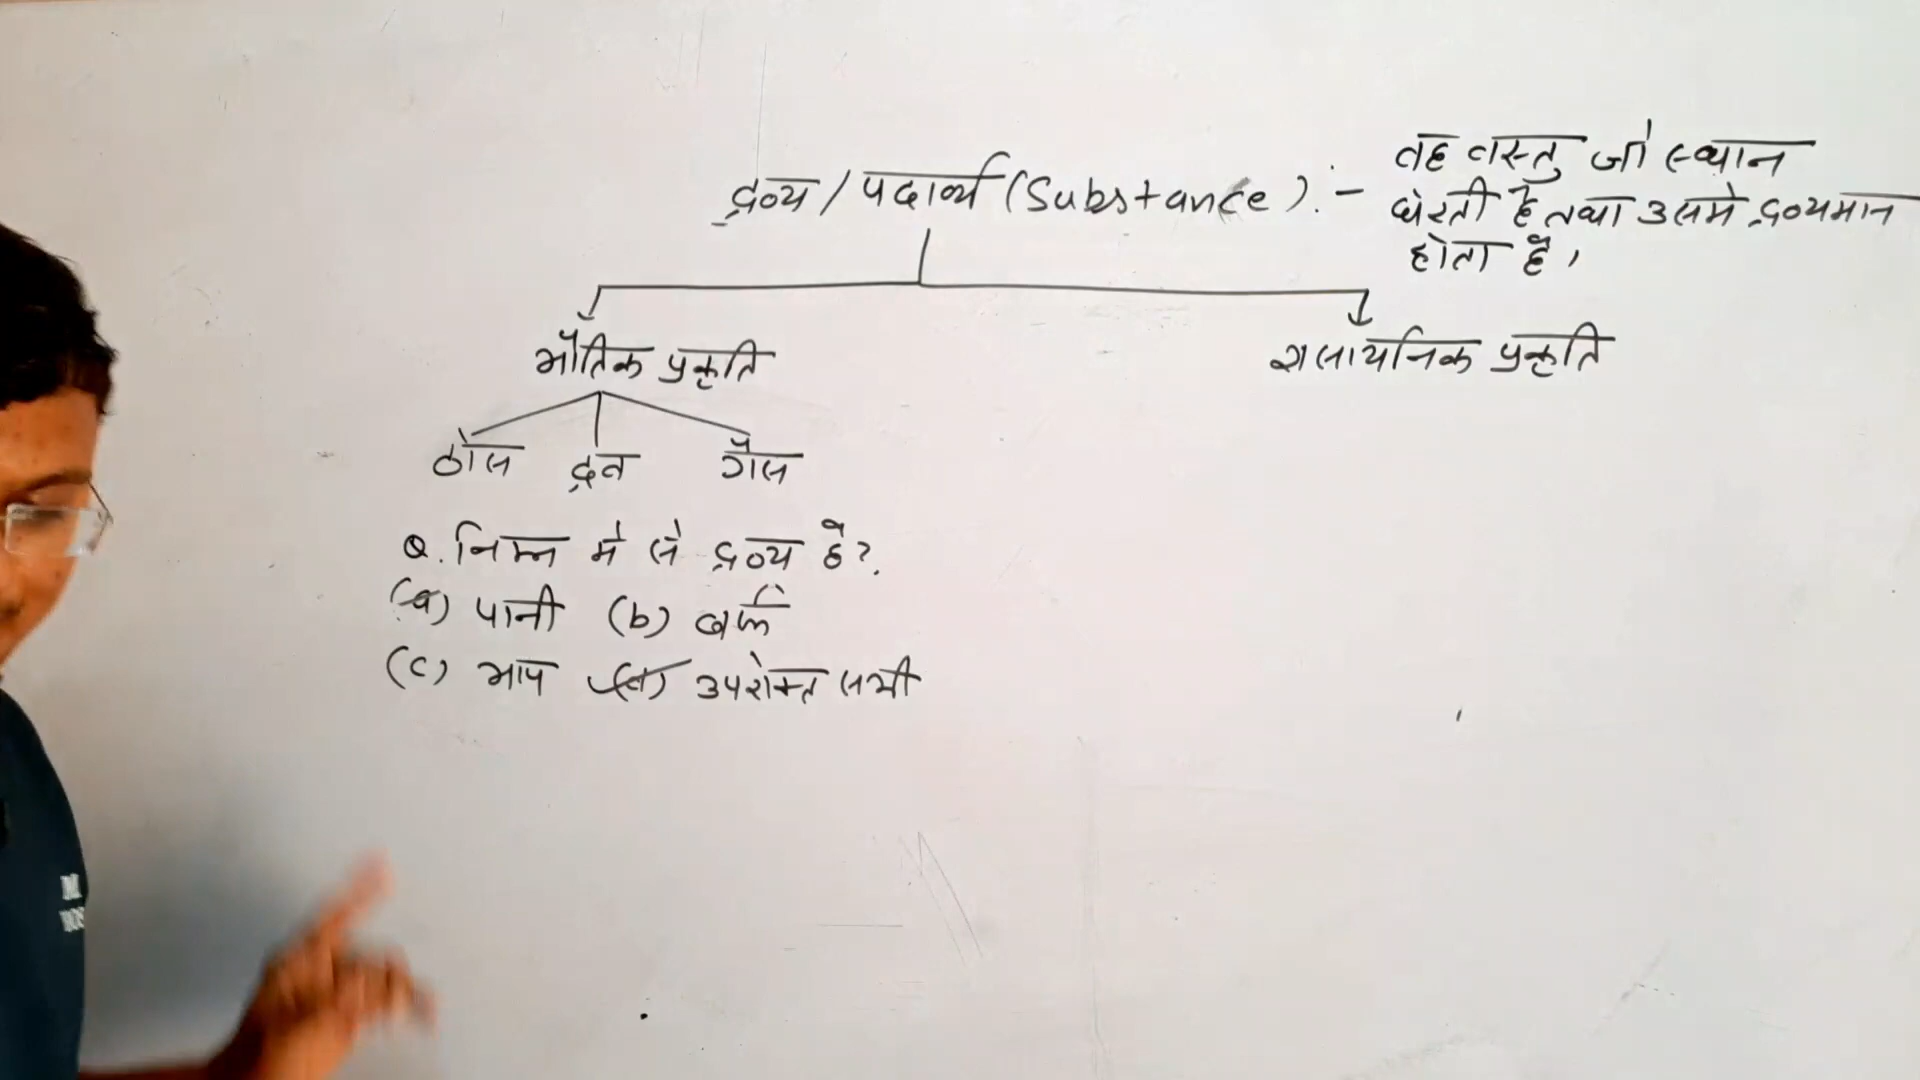 द्रव्य / पदार्थ (Substance) : - वह वस्तु जो स्थान
घेरती है तथा उसमे द्रव्यमान
होता है,
भौतिक प्रकृति
रासायनिक प्रकृति
ठोस द्रव गैस
Q. निम्न मे से द्रव्य है?
(a) पानी (b) बर्फ
(c) भाप (d) उपरोक्त सभी